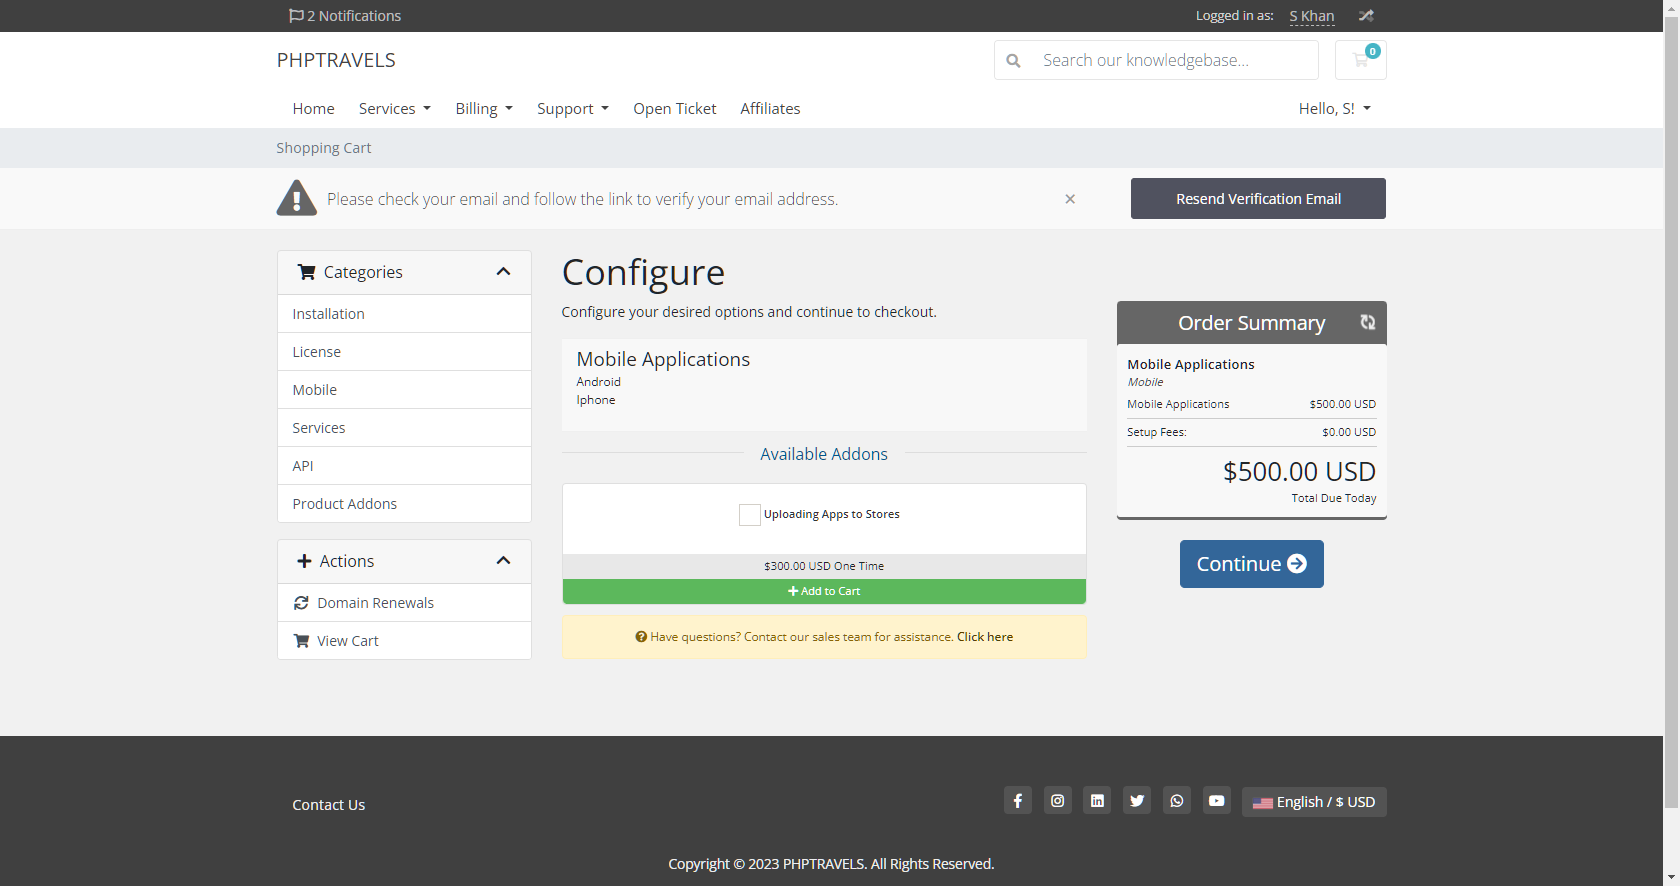 2 Notifications
Logged in as: S Khan
PHPTRAVELS
Search our knowledgebase...
0
Home Services Billing Support Open Ticket Affiliates
Hello, S!
Shopping Cart
Please check your email and follow the link to verify your email address.
×
Resend Verification Email
Categories
Installation
License
Mobile
Services
API
Product Addons
Actions
Domain Renewals
View Cart
Configure
Configure your desired options and continue to checkout.
Mobile Applications
Android
Iphone
Available Addons
Uploading Apps to Stores
$300.00 USD One Time
Add to Cart
Have questions? Contact our sales team for assistance. Click here
Order Summary
Mobile Applications
Mobile
Mobile Applications $500.00 USD
Setup Fees: $0.00 USD
$500.00 USD
Total Due Today
Continue
Contact Us
English / $ USD
Copyright © 2023 PHPTRAVELS. All Rights Reserved.